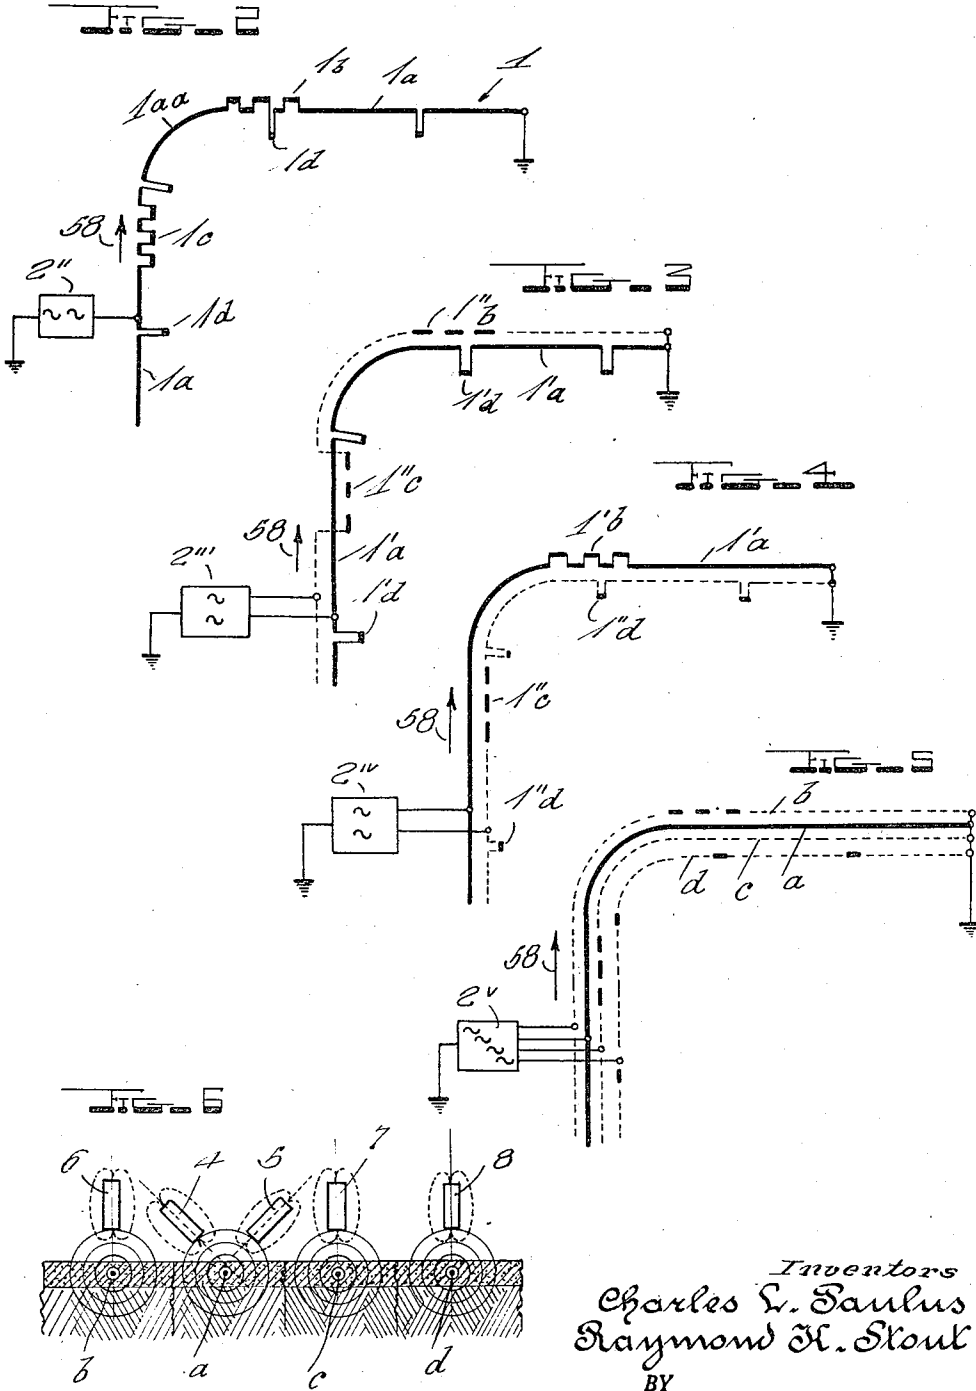 Fig. 2
1b
1a
1
1aa
1d
58
1c
2''
1d
1a
Fig. 3
1''b
1'd
1'a
1''c
58
1'a
2'''
1'd
Fig. 4
1'b
1'a
1''d
1''c
58
2''''
1''d
Fig. 5
b
d
c
a
58
2v
Fig. 6
6
4
5
7
8
b
a
c
d
Inventors
Charles L. Paulus
Raymond K. Stout
BY